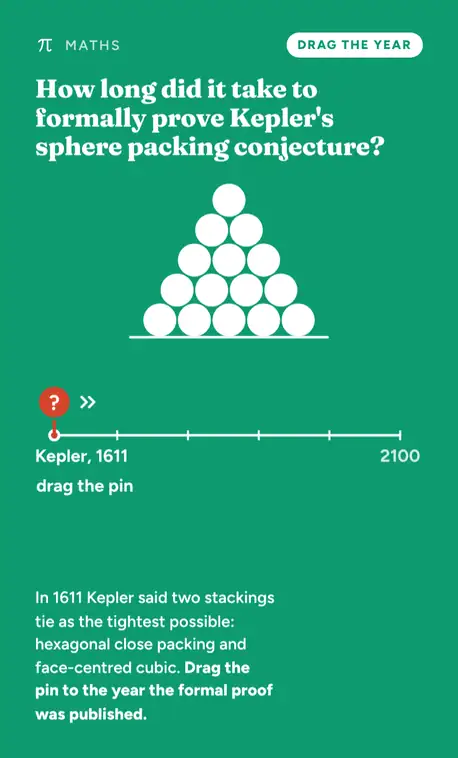 π MATHS
DRAG THE YEAR
How long did it take to
formally prove Kepler's
sphere packing conjecture?
?
Kepler, 1611
2100
drag the pin
In 1611 Kepler said two stackings
tie as the tightest possible:
hexagonal close packing and
face-centred cubic. Drag the
pin to the year the formal proof
was published.